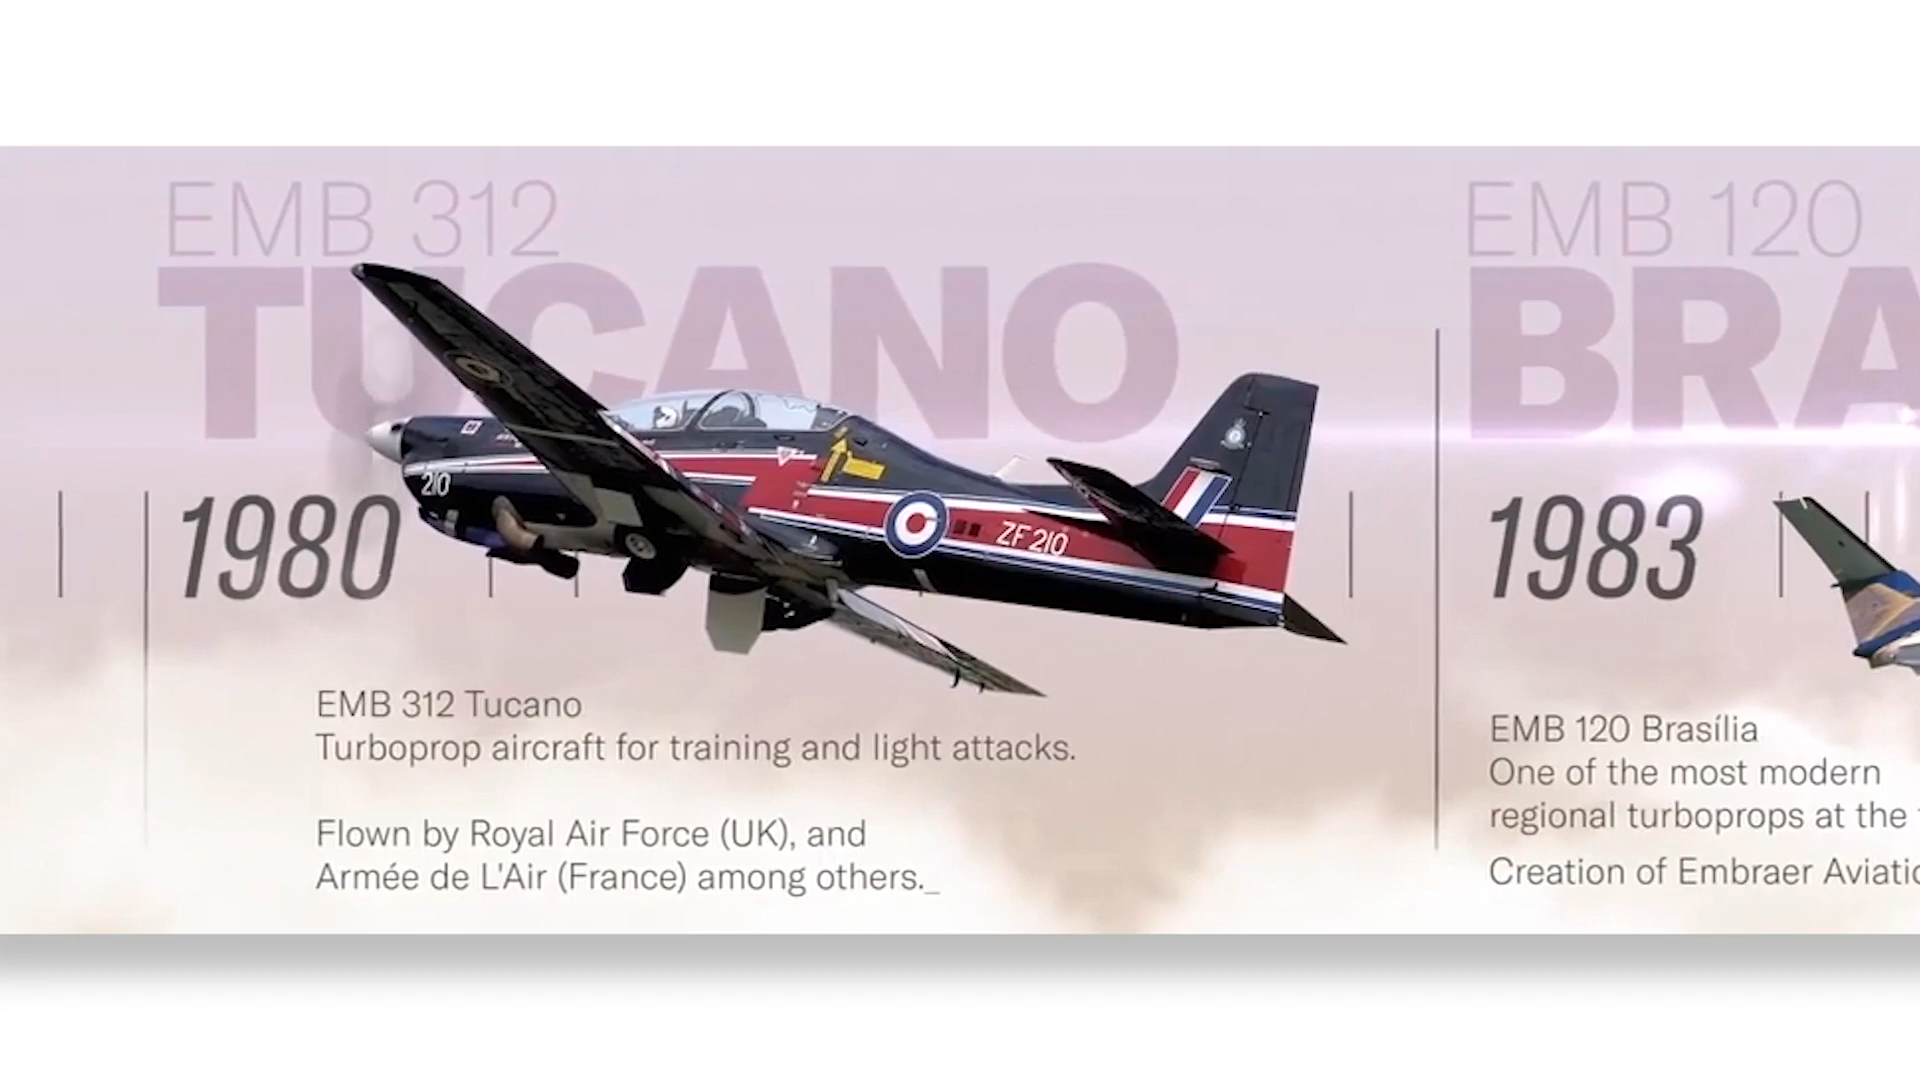 EMB 312
TUCANO
1980
210
ZF 210
EMB 312 Tucano
Turboprop aircraft for training and light attacks.
Flown by Royal Air Force (UK), and
Armée de L'Air (France) among others._
EMB 120
BRA
1983
EMB 120 Brasília
One of the most modern
regional turboprops at the
Creation of Embraer